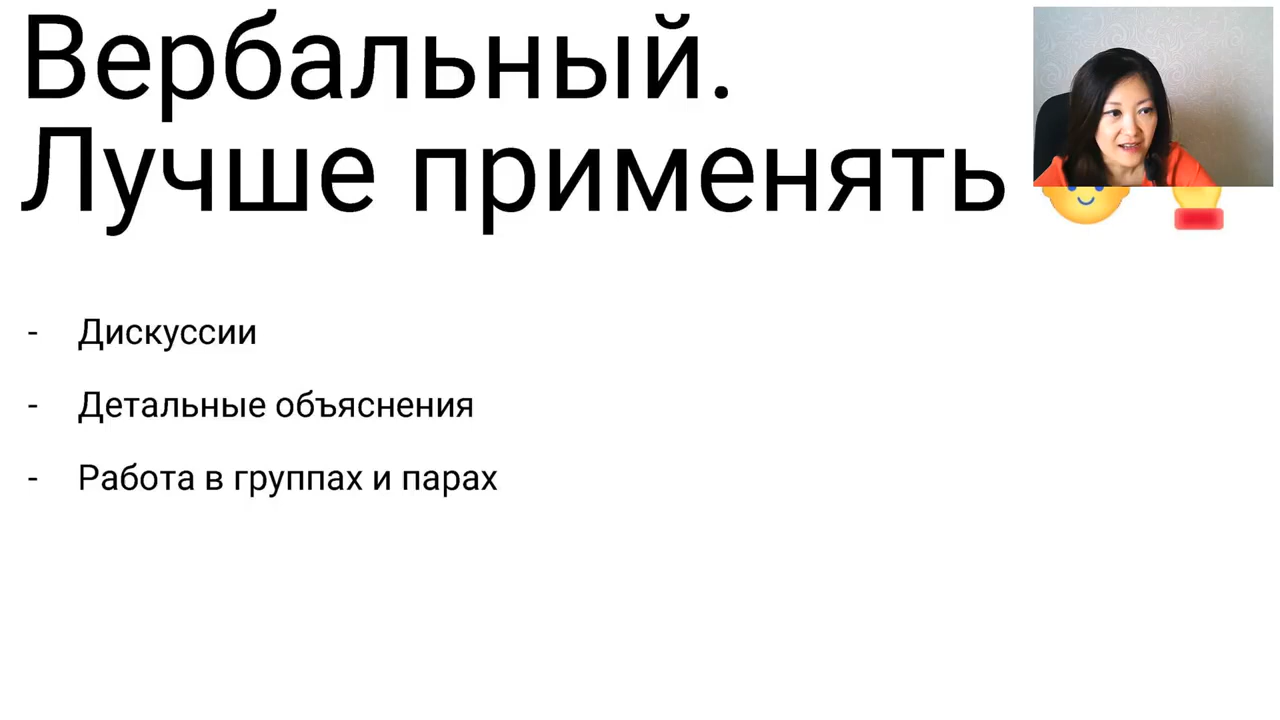 Вербальный.
Лучше применять
- Дискуссии
- Детальные объяснения
- Работа в группах и парах